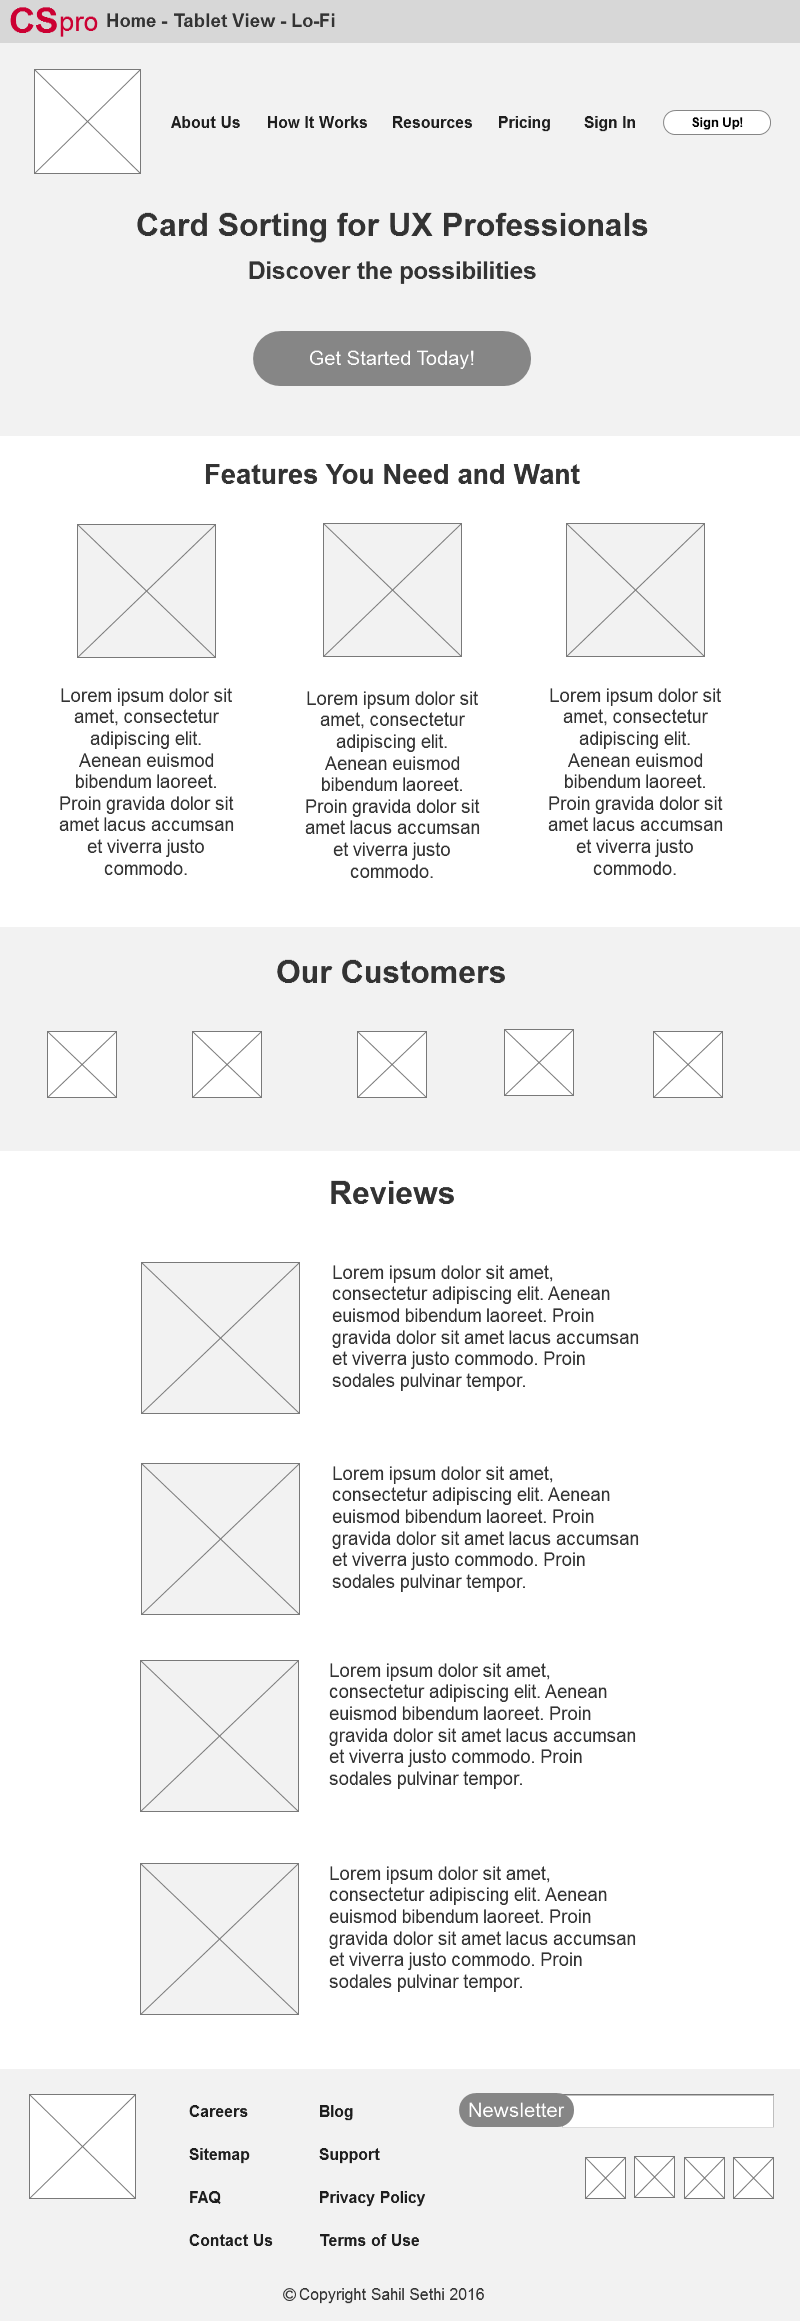 CSpro Home - Tablet View - Lo-Fi
About Us How It Works Resources Pricing Sign In Sign Up!
Card Sorting for UX Professionals
Discover the possibilities
Get Started Today!
Features You Need and Want
Lorem ipsum dolor sit
amet, consectetur
adipiscing elit.
Aenean euismod
bibendum laoreet.
Proin gravida dolor sit
amet lacus accumsan
et viverra justo
commodo.
Lorem ipsum dolor sit
amet, consectetur
adipiscing elit.
Aenean euismod
bibendum laoreet.
Proin gravida dolor sit
amet lacus accumsan
et viverra justo
commodo.
Lorem ipsum dolor sit
amet, consectetur
adipiscing elit.
Aenean euismod
bibendum laoreet.
Proin gravida dolor sit
amet lacus accumsan
et viverra justo
commodo.
Our Customers
Reviews
Lorem ipsum dolor sit amet,
consectetur adipiscing elit. Aenean
euismod bibendum laoreet. Proin
gravida dolor sit amet lacus accumsan
et viverra justo commodo. Proin
sodales pulvinar tempor.
Lorem ipsum dolor sit amet,
consectetur adipiscing elit. Aenean
euismod bibendum laoreet. Proin
gravida dolor sit amet lacus accumsan
et viverra justo commodo. Proin
sodales pulvinar tempor.
Lorem ipsum dolor sit amet,
consectetur adipiscing elit. Aenean
euismod bibendum laoreet. Proin
gravida dolor sit amet lacus accumsan
et viverra justo commodo. Proin
sodales pulvinar tempor.
Lorem ipsum dolor sit amet,
consectetur adipiscing elit. Aenean
euismod bibendum laoreet. Proin
gravida dolor sit amet lacus accumsan
et viverra justo commodo. Proin
sodales pulvinar tempor.
Careers
Sitemap
FAQ
Contact Us
Blog
Support
Privacy Policy
Terms of Use
Newsletter
© Copyright Sahil Sethi 2016